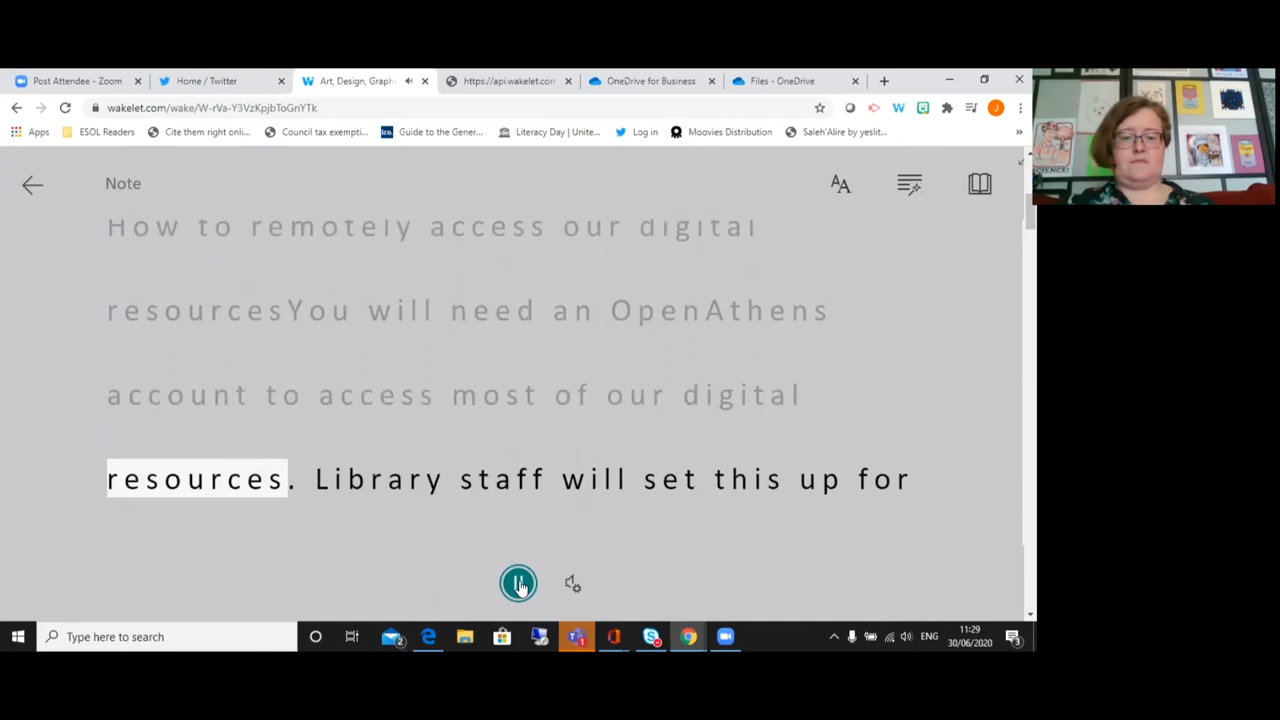 Post Attendee - Zoom
Home / Twitter
Art, Design, Graph
https://api.wakelet.com
OneDrive for Business
Files - OneDrive
wakelet.com/wake/W-rVa-Y3VzKpjbToGnYTk
Apps
ESOL Readers
Cite them right onli...
Council tax exempti...
ico.
Guide to the Gener...
Literacy Day | Unite...
Log in
Moovies Distribution
Saleh'Alire by yeslit...
Note
How to remotely access our digital
resourcesYou will need an OpenAthens
account to access most of our digital
resources. Library staff will set this up for
Type here to search
ENG
11:29
30/06/2020